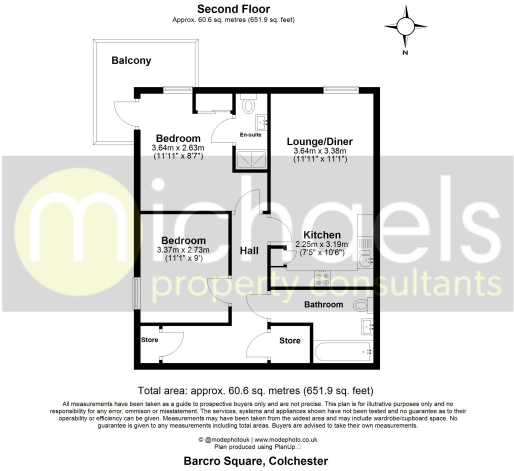 Second Floor
Approx. 60.6 sq. metres (651.9 sq. feet)
N
Balcony
Bedroom
3.64m x 2.63m
(11'11" x 8'7")
En-suite
Lounge/Diner
3.64m x 3.38m
(11'11" x 11'1")
michaels
property consultants
Bedroom
3.37m x 2.73m
(11'1" x 9')
Hall
Kitchen
2.25m x 3.19m
(7'5" x 10'6")
Bathroom
Store
Store
Total area: approx. 60.6 sq. metres (651.9 sq. feet)
All measurements have been taken as a guide to prospective buyers only and are not precise. This plan is for illustrative purposes only and no
responsibility for any error, ommision or misstatement. The services, systems and appliances shown have not been tested and no guarantee as to their
operability or efficiency can be given. Measurements may have been taken from the widest area and may include wardrobe/cupboard space. No
guarantee is given to any measurements including total areas. Buyers are advised to take their own measurements.
© @modephotouk | www.modephoto.co.uk
Plan produced using PlanUp.
Barcro Square, Colchester